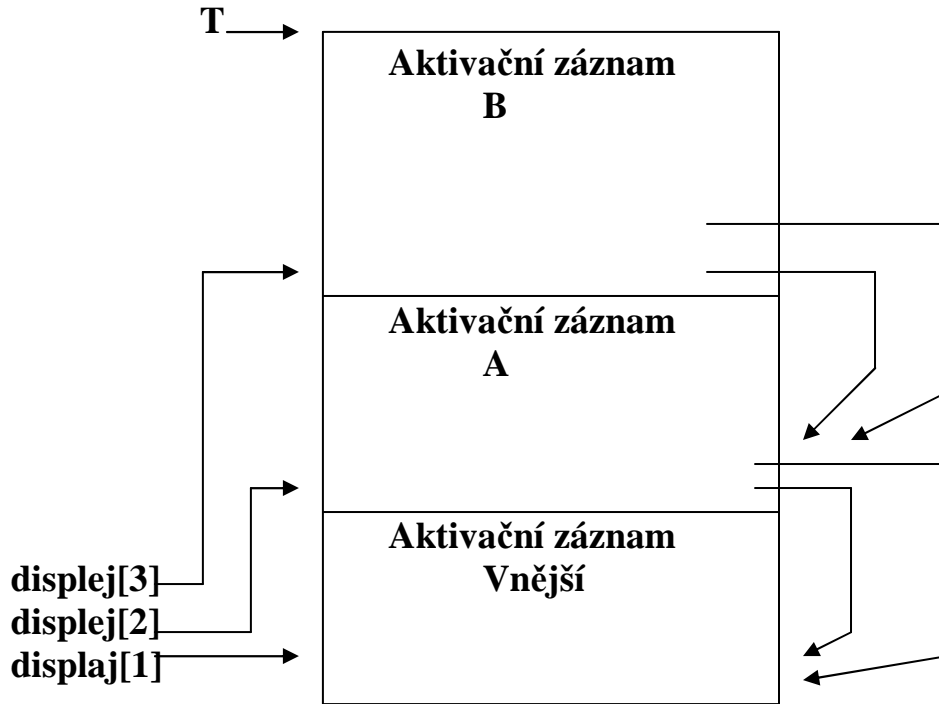 T
Aktivační záznam
B
Aktivační záznam
A
Aktivační záznam
Vnější
displej[3]
displej[2]
displaj[1]